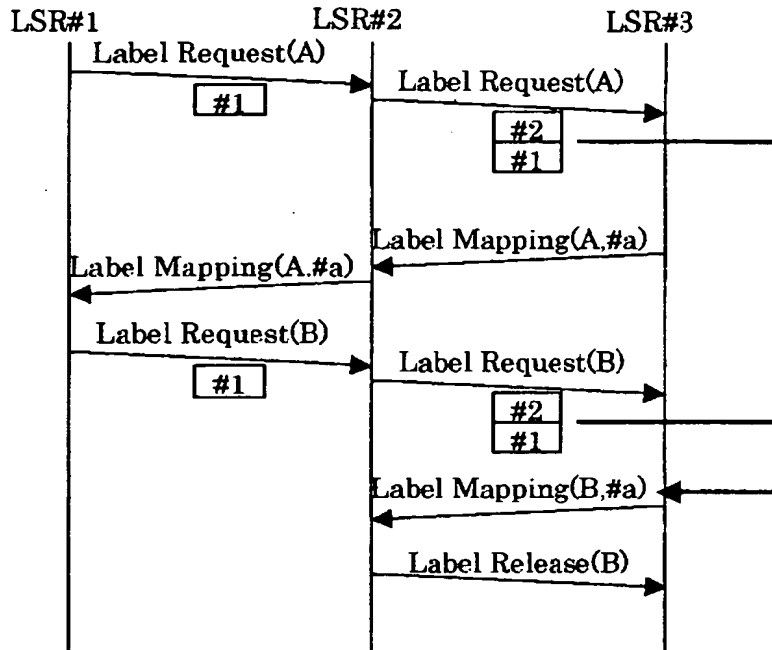 LSR#1 LSR#2 LSR#3
Label Request(A)
#1
Label Request(A)
#2
#1
Label Mapping(A,#a)
Label Mapping(A.#a)
Label Request(B)
#1
Label Request(B)
#2
#1
Label Mapping(B,#a)
Label Release(B)